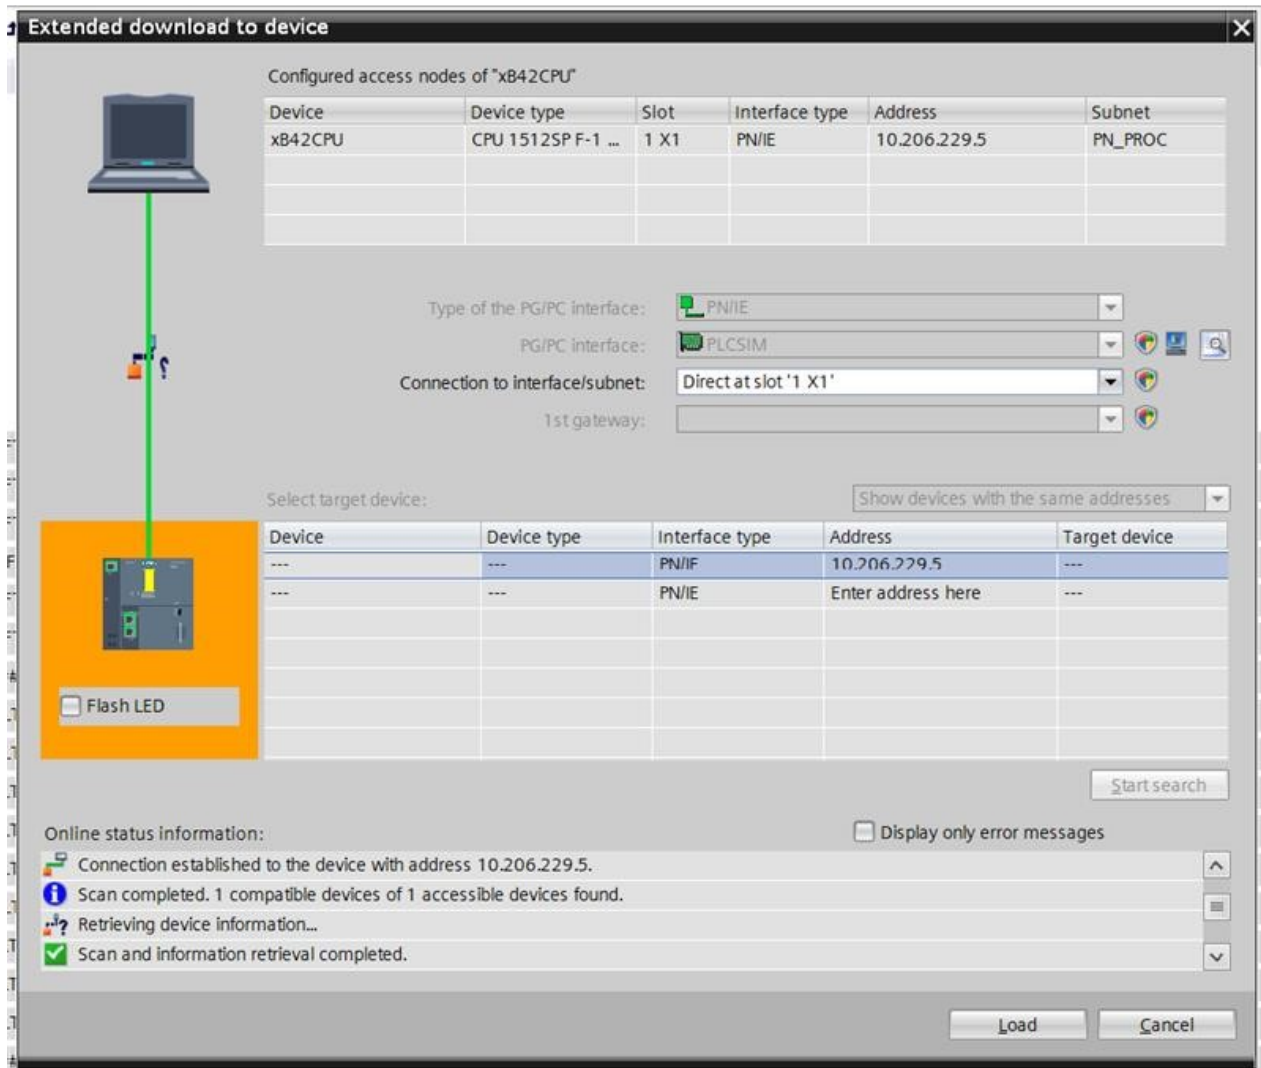 Extended download to device
Configured access nodes of "xB42CPU"
Device Device type Slot Interface type Address Subnet
xB42CPU CPU 1512SP F-1 ... 1 X1 PN/IE 10.206.229.5 PN_PROC
Type of the PG/PC interface: PN/IE
PG/PC interface: PLCSIM
Connection to interface/subnet: Direct at slot '1 X1'
1st gateway:
Select target device: Show devices with the same addresses
Device Device type Interface type Address Target device
--- --- PN/IE 10.206.229.5 ---
--- --- PN/IE Enter address here ---
Flash LED
Start search
Online status information: Display only error messages
Connection established to the device with address 10.206.229.5.
Scan completed. 1 compatible devices of 1 accessible devices found.
Retrieving device information...
Scan and information retrieval completed.
Load Cancel